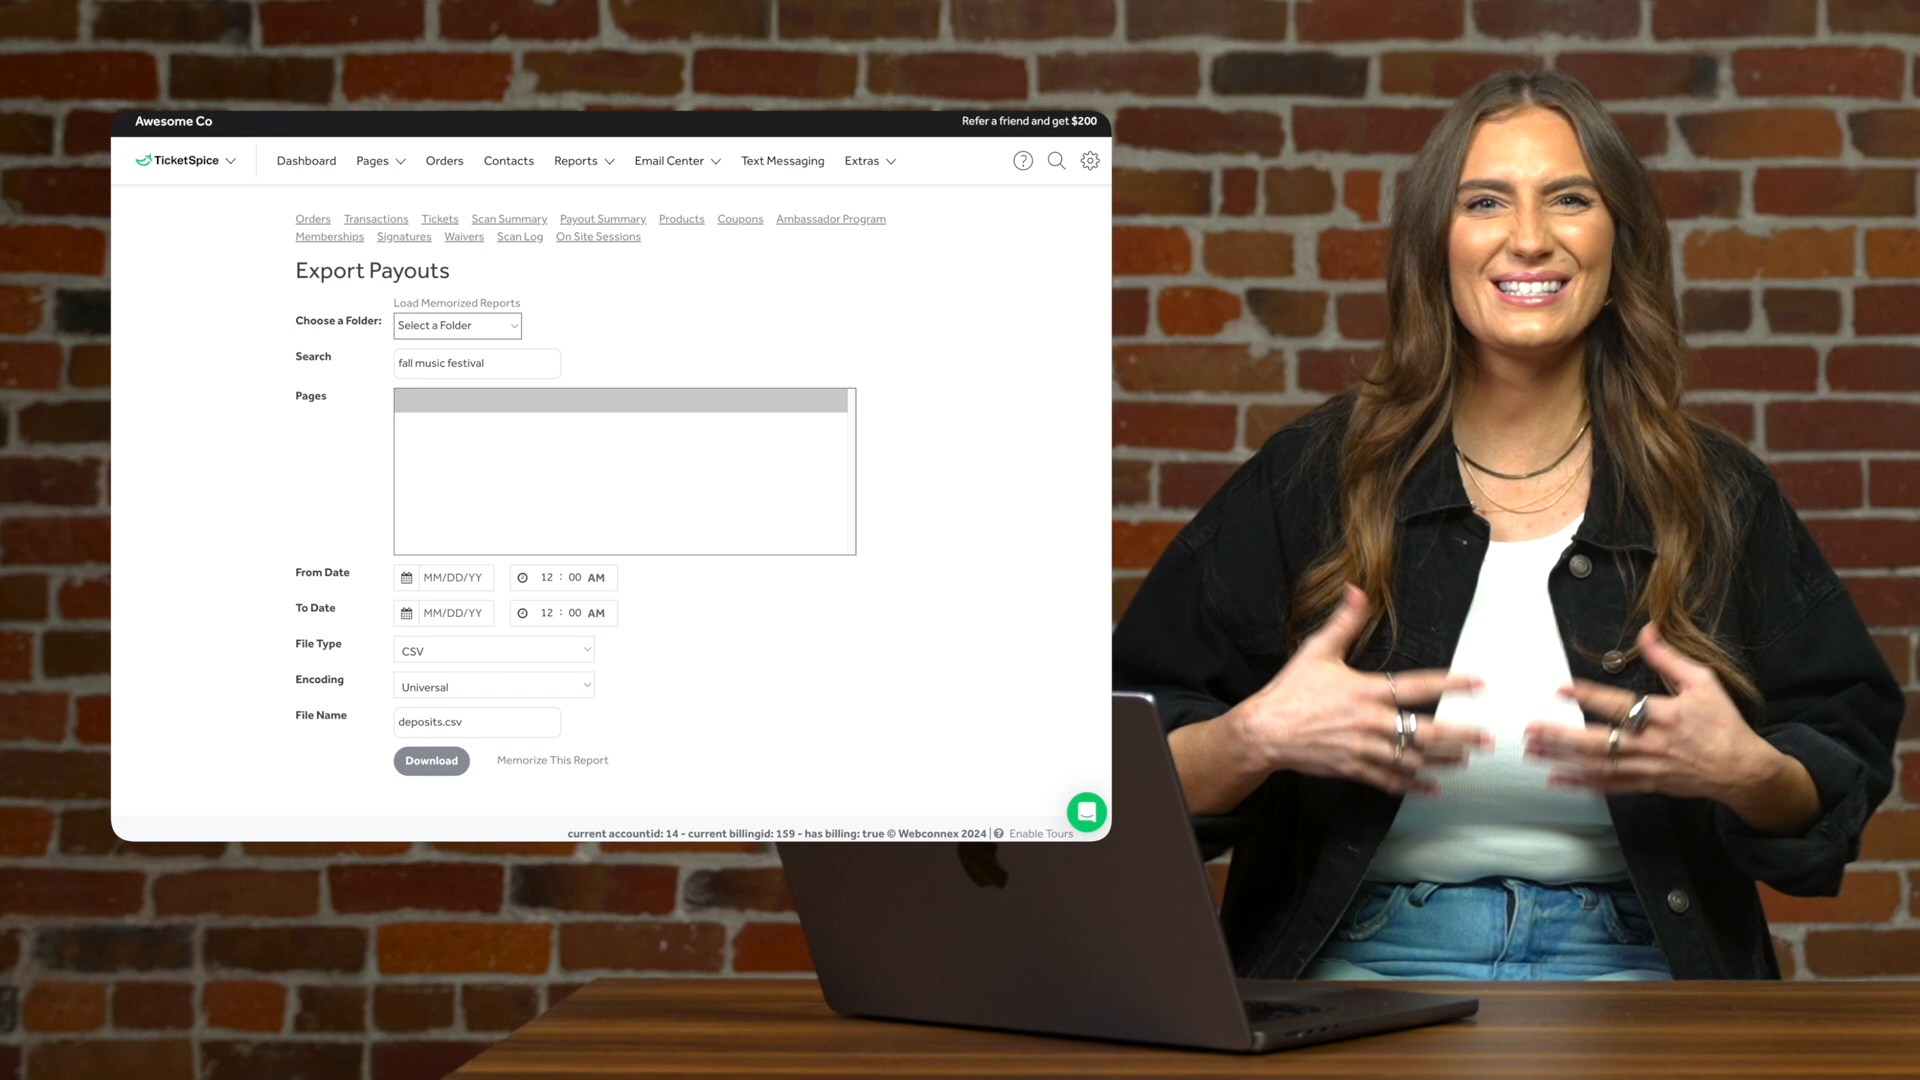 Awesome Co
Refer a friend and get $200
TicketSpice
Dashboard
Pages
Orders
Contacts
Reports
Email Center
Text Messaging
Extras
?
Orders Transactions Tickets Scan Summary Payout Summary Products Coupons Ambassador Program
Memberships Signatures Waivers Scan Log On Site Sessions
Export Payouts
Load Memorized Reports
Choose a Folder: Select a Folder
Search fall music festival
Pages
From Date MM/DD/YY 12 : 00 AM
To Date MM/DD/YY 12 : 00 AM
File Type CSV
Encoding Universal
File Name deposits.csv
Download Memorize This Report
current accountid: 14 - current billingid: 159 - has billing: true © Webconnex 2024 | ? Enable Tours